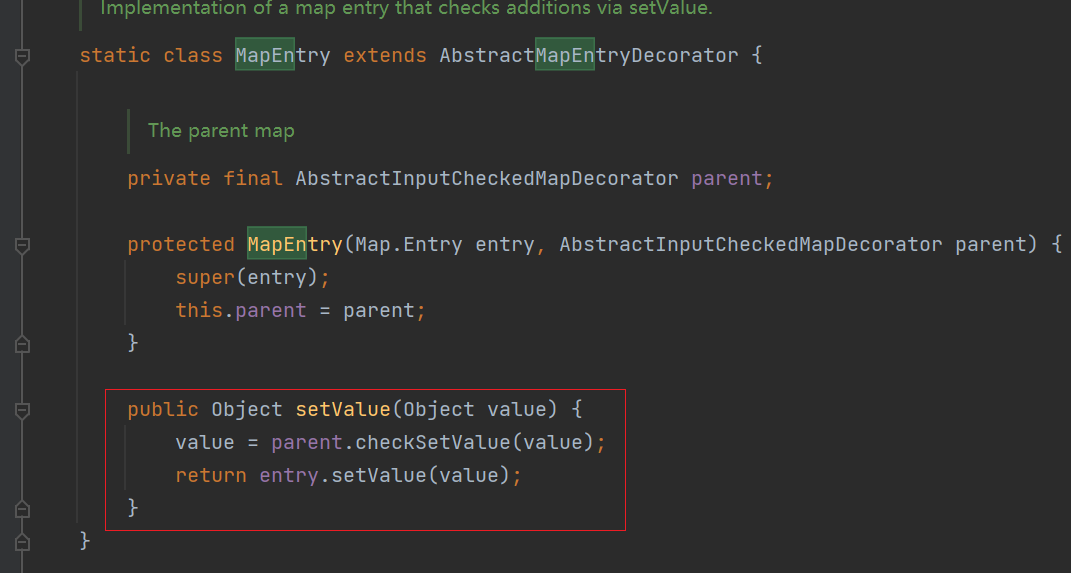 Implementation of a map entry that checks additions via setValue.
static class MapEntry extends AbstractMapEntryDecorator {
The parent map
private final AbstractInputCheckedMapDecorator parent;
protected MapEntry(Map.Entry entry, AbstractInputCheckedMapDecorator parent) {
super(entry);
this.parent = parent;
}
public Object setValue(Object value) {
value = parent.checkSetValue(value);
return entry.setValue(value);
}
}